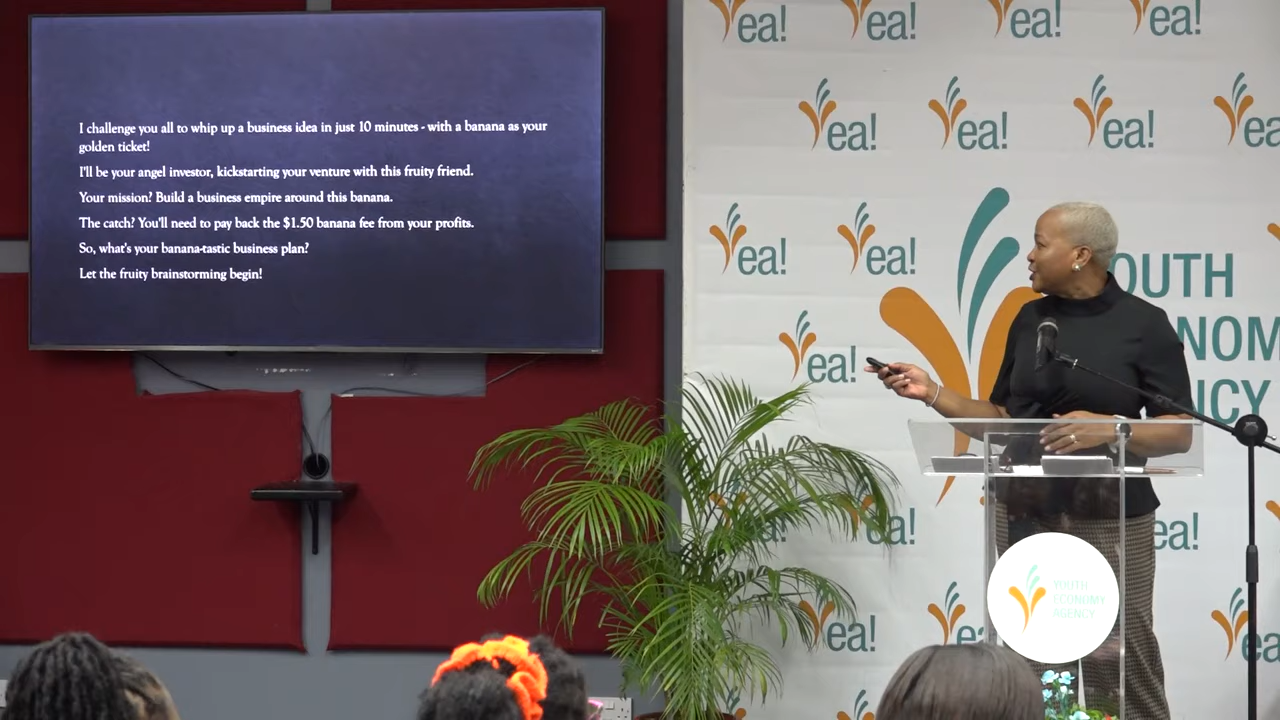 I challenge you all to whip up a business idea in just 10 minutes - with a banana as your
golden ticket!
I'll be your angel investor, kickstarting your venture with this fruity friend.
Your mission? Build a business empire around this banana.
The catch? You'll need to pay back the $1.50 banana fee from your profits.
So, what's your banana-tastic business plan?
Let the fruity brainstorming begin!
ea!
ea!
ea!
ea!
ea!
ea!
ea!
ea
ea!
ea!
ea!
OUTH
NOM
NCY
ea!
ea!
ea!
ea!
YOUTH
ECONOMY
AGENCY